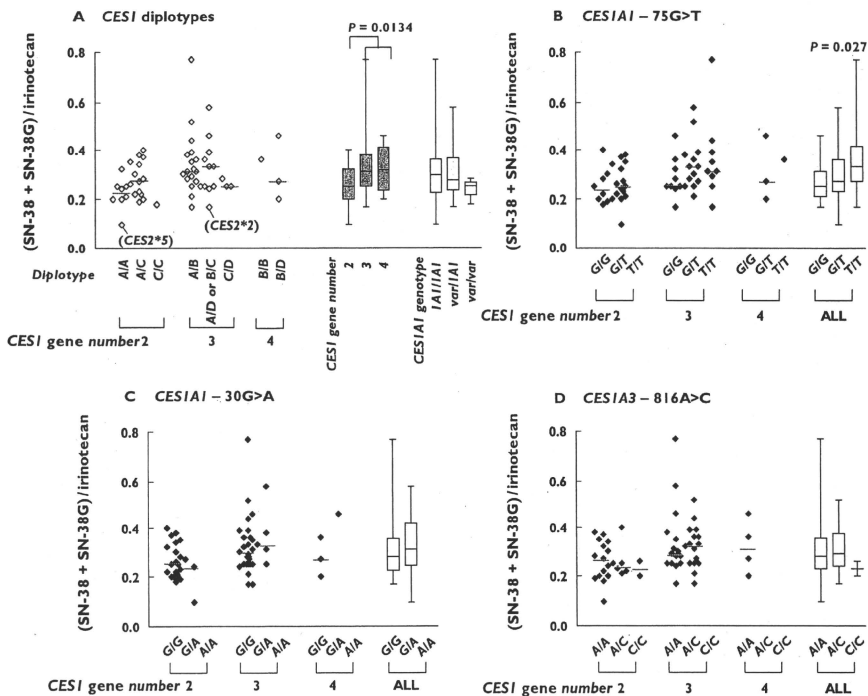 A CES1 diplotypes
P = 0.0134
(SN-38 + SN-38G)/irinotecan
0.8
0.6
0.4
0.2
0.0
(CES2*5)
(CES2*2)
Diplotype
A/A
A/C
C/C
A/B
A/D or B/C
C/D
B/B
B/D
CES1 gene number 2
3
4
CES1 gene number
2
3
4
CES1A1 genotype
1A1/1A1
var/1A1
var/var
B CES1A1 – 75G>T
P = 0.027
(SN-38 + SN-38G)/irinotecan
0.8
0.6
0.4
0.2
0.0
G/G
G/T
T/T
G/G
G/T
T/T
G/G
G/T
T/T
G/G
G/T
T/T
CES1 gene number 2
3
4
ALL
C CES1A1 – 30G>A
(SN-38 + SN-38G)/irinotecan
0.8
0.6
0.4
0.2
0.0
G/G
G/A
A/A
G/G
G/A
A/A
G/G
G/A
A/A
G/G
G/A
A/A
CES1 gene number 2
3
4
ALL
D CES1A3 – 816A>C
(SN-38 + SN-38G)/irinotecan
0.8
0.6
0.4
0.2
0.0
A/A
A/C
C/C
A/A
A/C
C/C
A/A
A/C
C/C
A/A
A/C
C/C
CES1 gene number 2
3
4
ALL